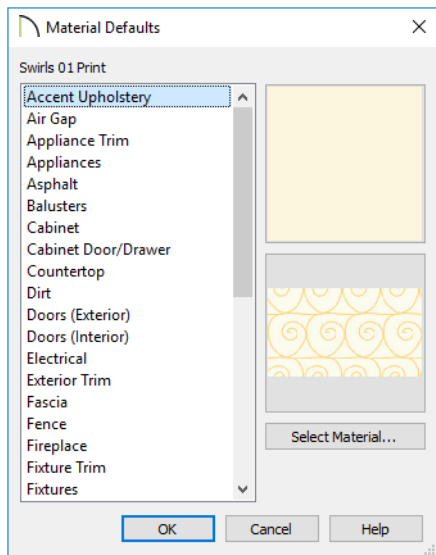 Material Defaults
Swirls 01 Print
Accent Upholstery
Air Gap
Appliance Trim
Appliances
Asphalt
Balusters
Cabinet
Cabinet Door/Drawer
Countertop
Dirt
Doors (Exterior)
Doors (Interior)
Electrical
Exterior Trim
Fascia
Fence
Fireplace
Fixture Trim
Fixtures
Select Material...
OK
Cancel
Help